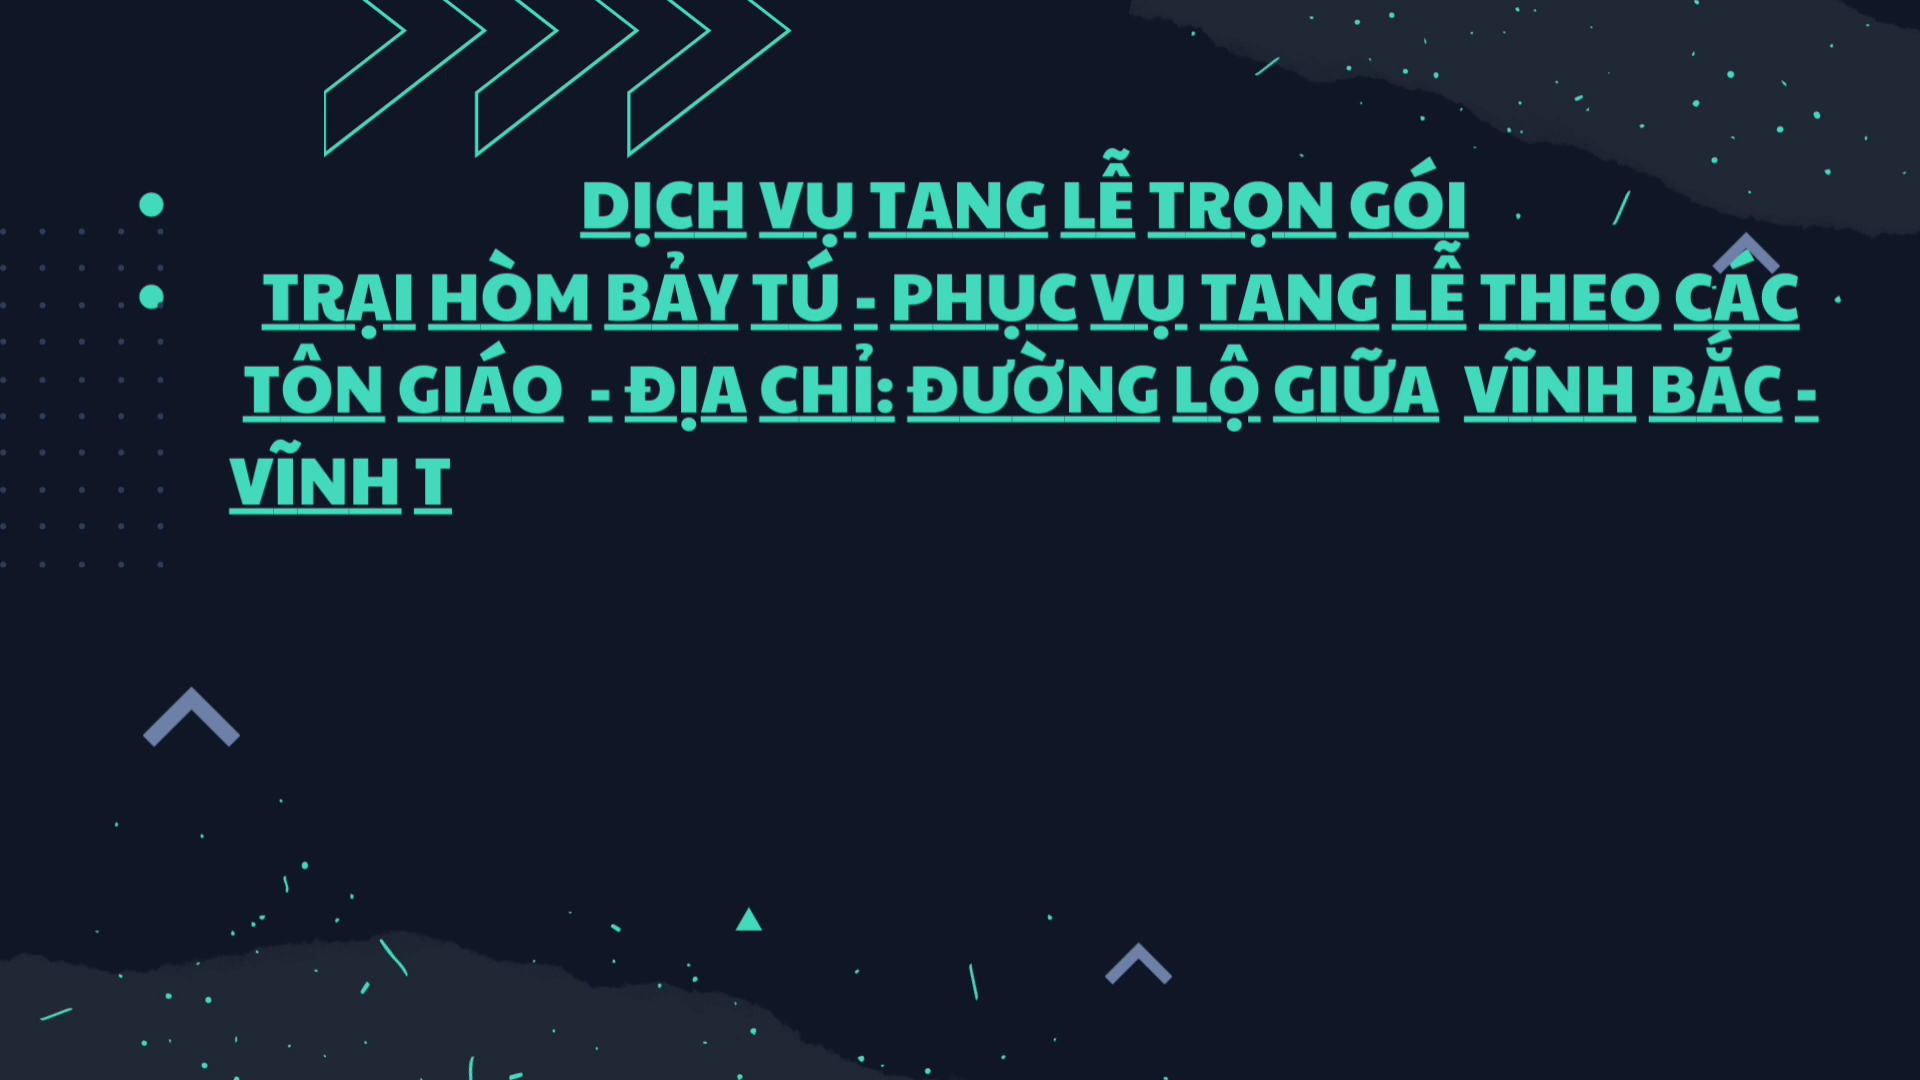 DỊCH VỤ TANG LỄ TRỌN GÓI
TRẠI HÒM BẢY TÚ - PHỤC VỤ TANG LỄ THEO CÁC
TÔN GIÁO - ĐỊA CHỈ: ĐƯỜNG LỘ GIỮA VĨNH BẮC -
VĨNH T